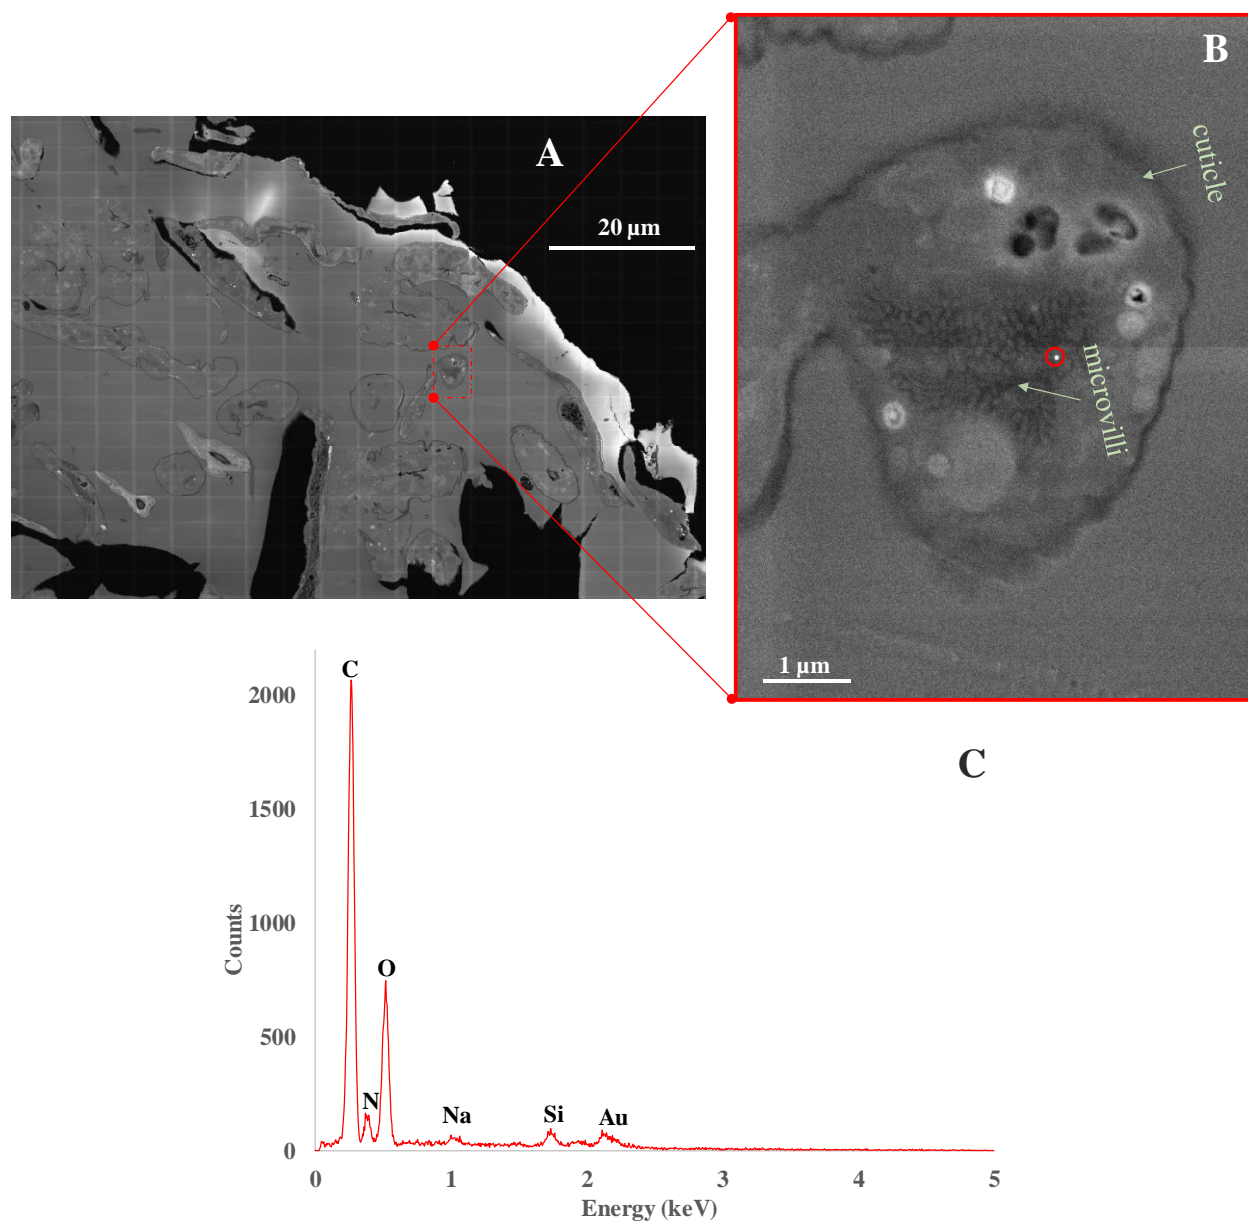 A
20 µm
B
cuticle
microvilli
1 µm
C
C
2000
1500
1000
500
0
Counts
O
N
Na
Si
Au
0 1 2 3 4 5
Energy (keV)